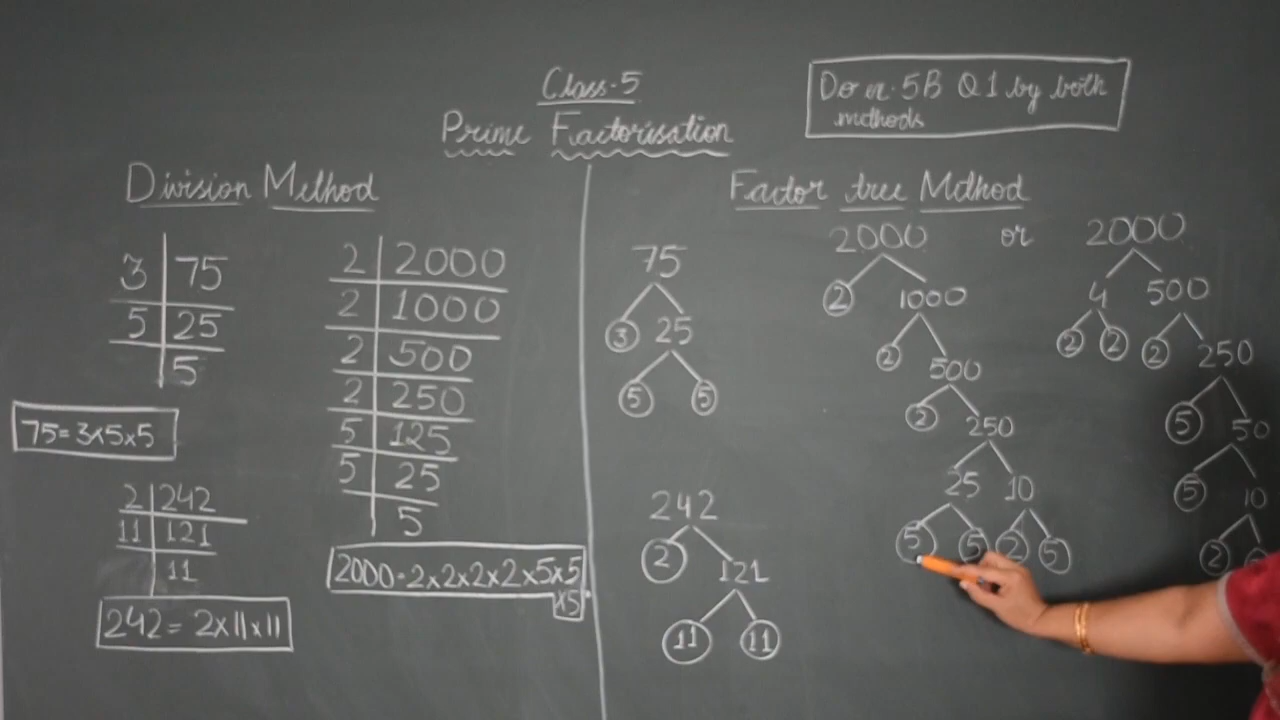 Class-5
Prime Factorisation
Do ex. 5B Q1 by both
methods
Division Method
3 75
5 25
5
75=3x5x5
2 242
11 121
11
242 = 2x11x11
2 2000
2 1000
2 500
2 250
5 125
5 25
5
2000=2x2x2x2x5x5
x5
Factor tree Method
75
3 25
5 5
242
2 121
11 11
2000 or 2000
2 1000
2 500
2 250
25 10
5 5 2 5
4 500
2 2 2 250
5 50
5 10
2